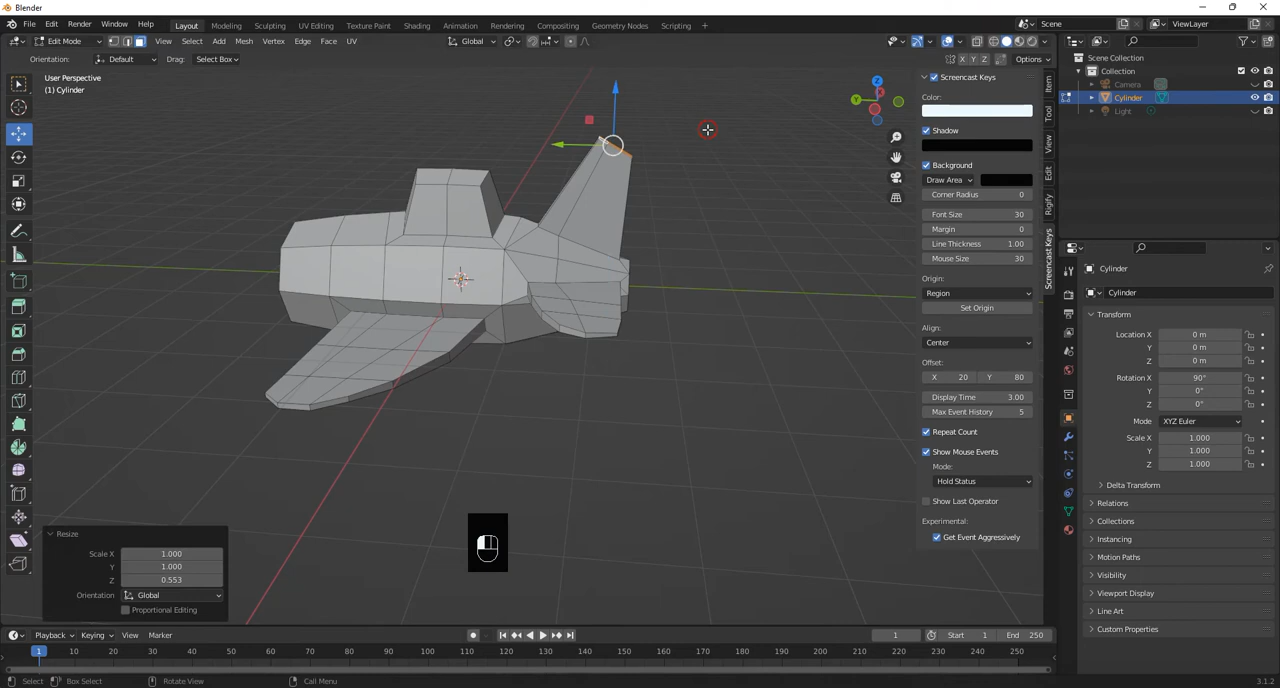 Blender
File Edit Render Window Help Layout Modeling Sculpting UV Editing Texture Paint Shading Animation Rendering Compositing Geometry Nodes Scripting + Scene ViewLayer
Edit Mode View Select Add Mesh Vertex Edge Face UV Global
Orientation: Default Drag: Select Box X Y Z Options
User Perspective
(1) Cylinder
Z
Y
X
Screencast Keys
Color:
Shadow
Background
Draw Area
Corner Radius 0
Font Size 30
Margin 0
Line Thickness 1.00
Mouse Size 30
Origin:
Region
Set Origin
Align:
Center
Offset:
X 20 Y 80
Display Time 3.00
Max Event History 5
Repeat Count
Show Mouse Events
Mode:
Hold Status
Show Last Operator
Experimental:
Get Event Aggressively
Item
Tool
View
Edit
Rigify
Screencast Keys
Scene Collection
Collection
Camera
Cylinder
Light
Cylinder
Cylinder
Transform
Location X 0 m
Y 0 m
Z 0 m
Rotation X 90°
Y 0°
Z 0°
Mode XYZ Euler
Scale X 1.000
Y 1.000
Z 1.000
Delta Transform
Relations
Collections
Instancing
Motion Paths
Visibility
Viewport Display
Line Art
Custom Properties
Resize
Scale X 1.000
Y 1.000
Z 0.553
Orientation: Global
Proportional Editing
Playback Keying View Marker 1 Start 1 End 250
1 10 20 30 40 50 60 70 80 90 100 110 120 130 140 150 160 170 180 190 200 210 220 230 240 250
Select Box Select Rotate View Call Menu 3.1.2